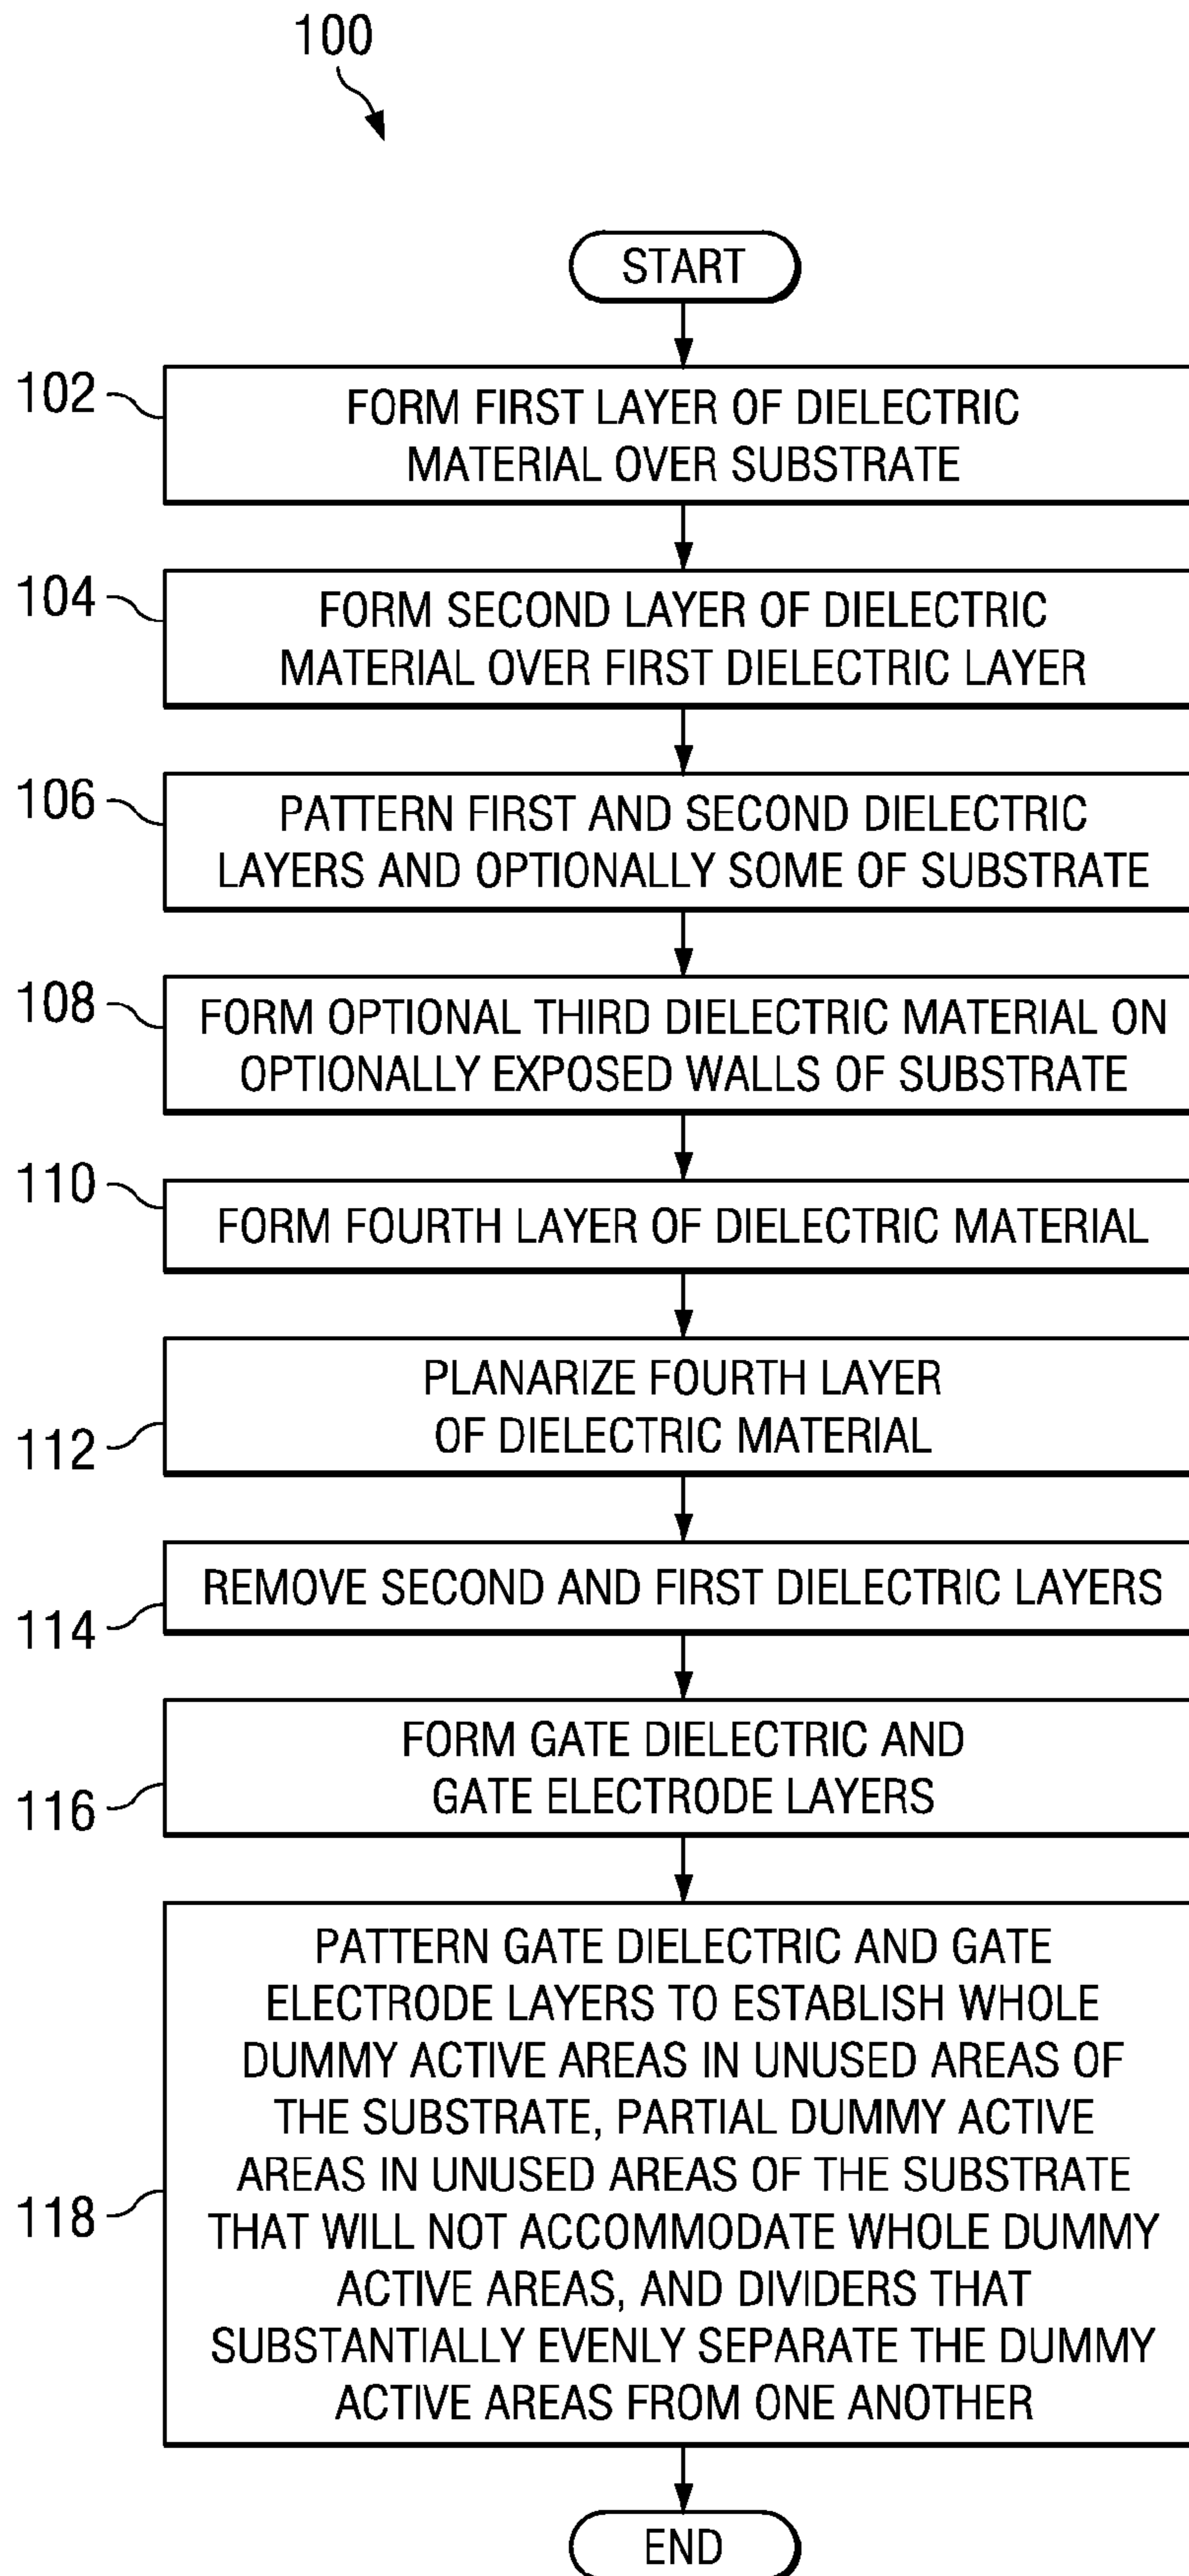 100
START
102
FORM FIRST LAYER OF DIELECTRIC
MATERIAL OVER SUBSTRATE
104
FORM SECOND LAYER OF DIELECTRIC
MATERIAL OVER FIRST DIELECTRIC LAYER
106
PATTERN FIRST AND SECOND DIELECTRIC
LAYERS AND OPTIONALLY SOME OF SUBSTRATE
108
FORM OPTIONAL THIRD DIELECTRIC MATERIAL ON
OPTIONALLY EXPOSED WALLS OF SUBSTRATE
110
FORM FOURTH LAYER OF DIELECTRIC MATERIAL
PLANARIZE FOURTH LAYER
OF DIELECTRIC MATERIAL
112
REMOVE SECOND AND FIRST DIELECTRIC LAYERS
114
FORM GATE DIELECTRIC AND
GATE ELECTRODE LAYERS
116
PATTERN GATE DIELECTRIC AND GATE
ELECTRODE LAYERS TO ESTABLISH WHOLE
DUMMY ACTIVE AREAS IN UNUSED AREAS OF
THE SUBSTRATE, PARTIAL DUMMY ACTIVE
AREAS IN UNUSED AREAS OF THE SUBSTRATE
THAT WILL NOT ACCOMMODATE WHOLE DUMMY
ACTIVE AREAS, AND DIVIDERS THAT
SUBSTANTIALLY EVENLY SEPARATE THE DUMMY
ACTIVE AREAS FROM ONE ANOTHER
118
END